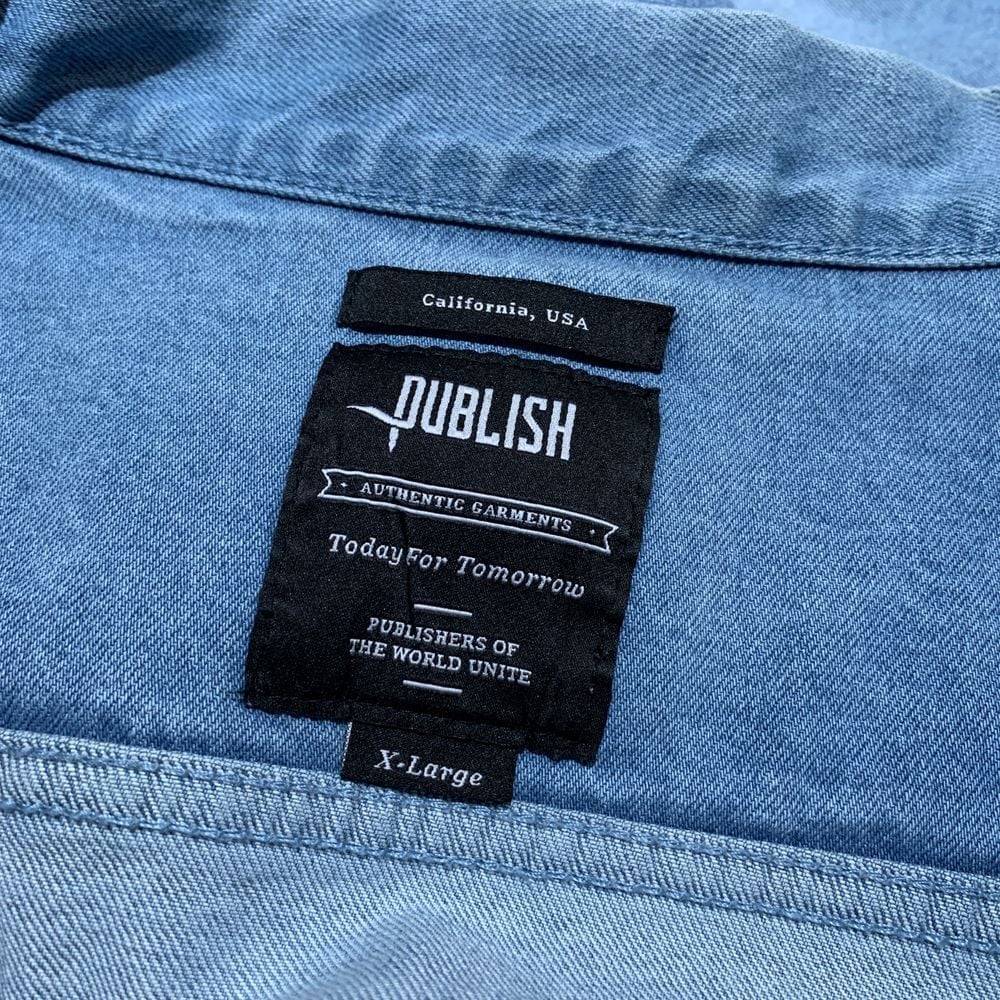 California, USA
PUBLISH
AUTHENTIC GARMENTS
Today For Tomorrow
PUBLISHERS OF
THE WORLD UNITE
X-Large